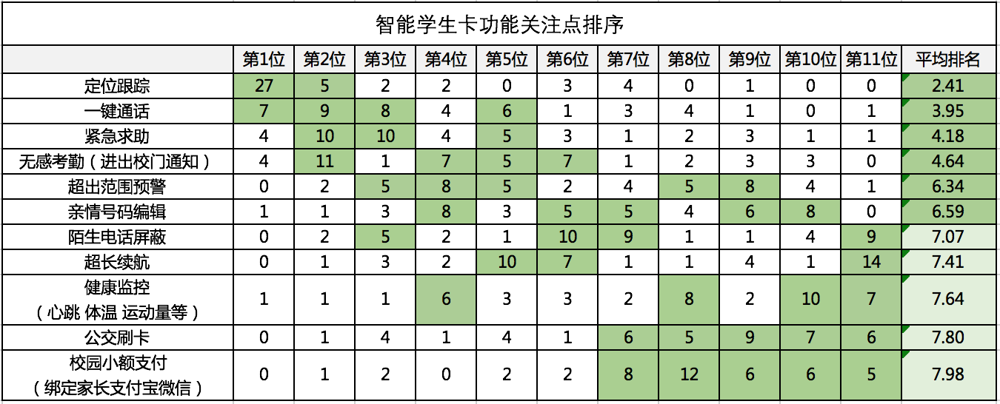 智能学生卡功能关注点排序
第1位 第2位 第3位 第4位 第5位 第6位 第7位 第8位 第9位 第10位 第11位 平均排名
定位跟踪 27 5 2 2 0 3 4 0 1 0 0 2.41
一键通话 7 9 8 4 6 1 3 4 1 0 1 3.95
紧急求助 4 10 10 4 5 3 1 2 3 1 1 4.18
无感考勤（进出校门通知） 4 11 1 7 5 7 1 2 3 3 0 4.64
超出范围预警 0 2 5 8 5 2 4 5 8 4 1 6.34
亲情号码编辑 1 1 3 8 3 5 5 4 6 8 0 6.59
陌生电话屏蔽 0 2 5 2 1 10 9 1 1 4 9 7.07
超长续航 0 1 3 2 10 7 1 1 4 1 14 7.41
健康监控
（心跳 体温 运动量等） 1 1 1 6 3 3 2 8 2 10 7 7.64
公交刷卡 0 1 4 1 4 1 6 5 9 7 6 7.80
校园小额支付
（绑定家长支付宝微信） 0 1 2 0 2 2 8 12 6 6 5 7.98